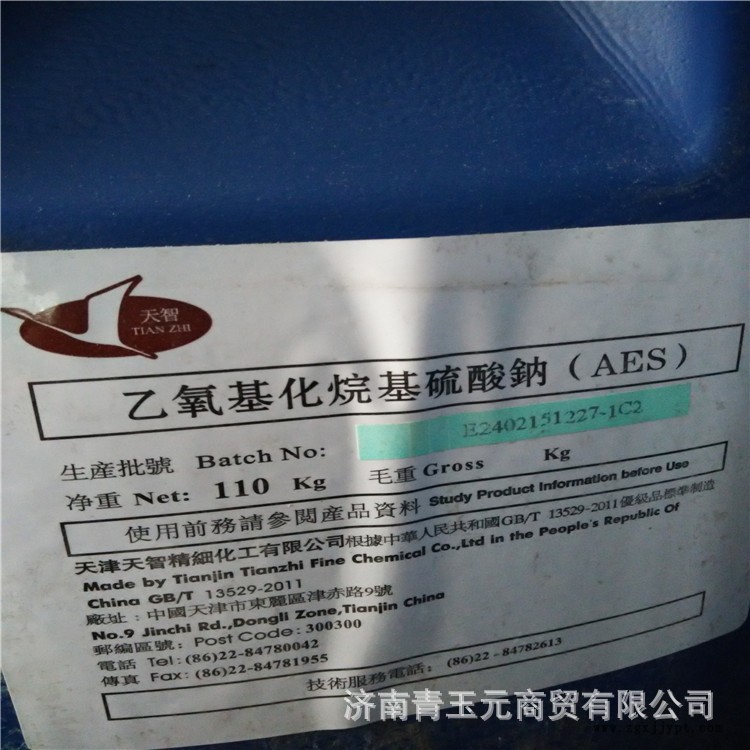 天智
TIAN ZHI
乙氧基化烷基硫酸鈉（AES）
生產批號 Batch No: E2402151227-1C2
净重 Net: 110 Kg 毛重 Gross Kg
使用前務請參閱產品資料 Study Product Information before Use
天津天智精細化工有限公司根據中華人民共和國GB/T 13529-2011優級品標準製造
Made by Tianjin Tianzhi Fine Chemical Co.,Ltd in the People's Republic Of
China GB/T 13529-2011
廠址：中國天津市東麗區津赤路9號
No.9 Jinchi Rd.,Dongli Zone,Tianjin China
郵編區號：Post Code:300300
電話 Tel:(86)22-84780042
傳真 Fax:(86)22-84781955
技術服務電話：(86)22-84782613
济南青玉元商贸有限公司